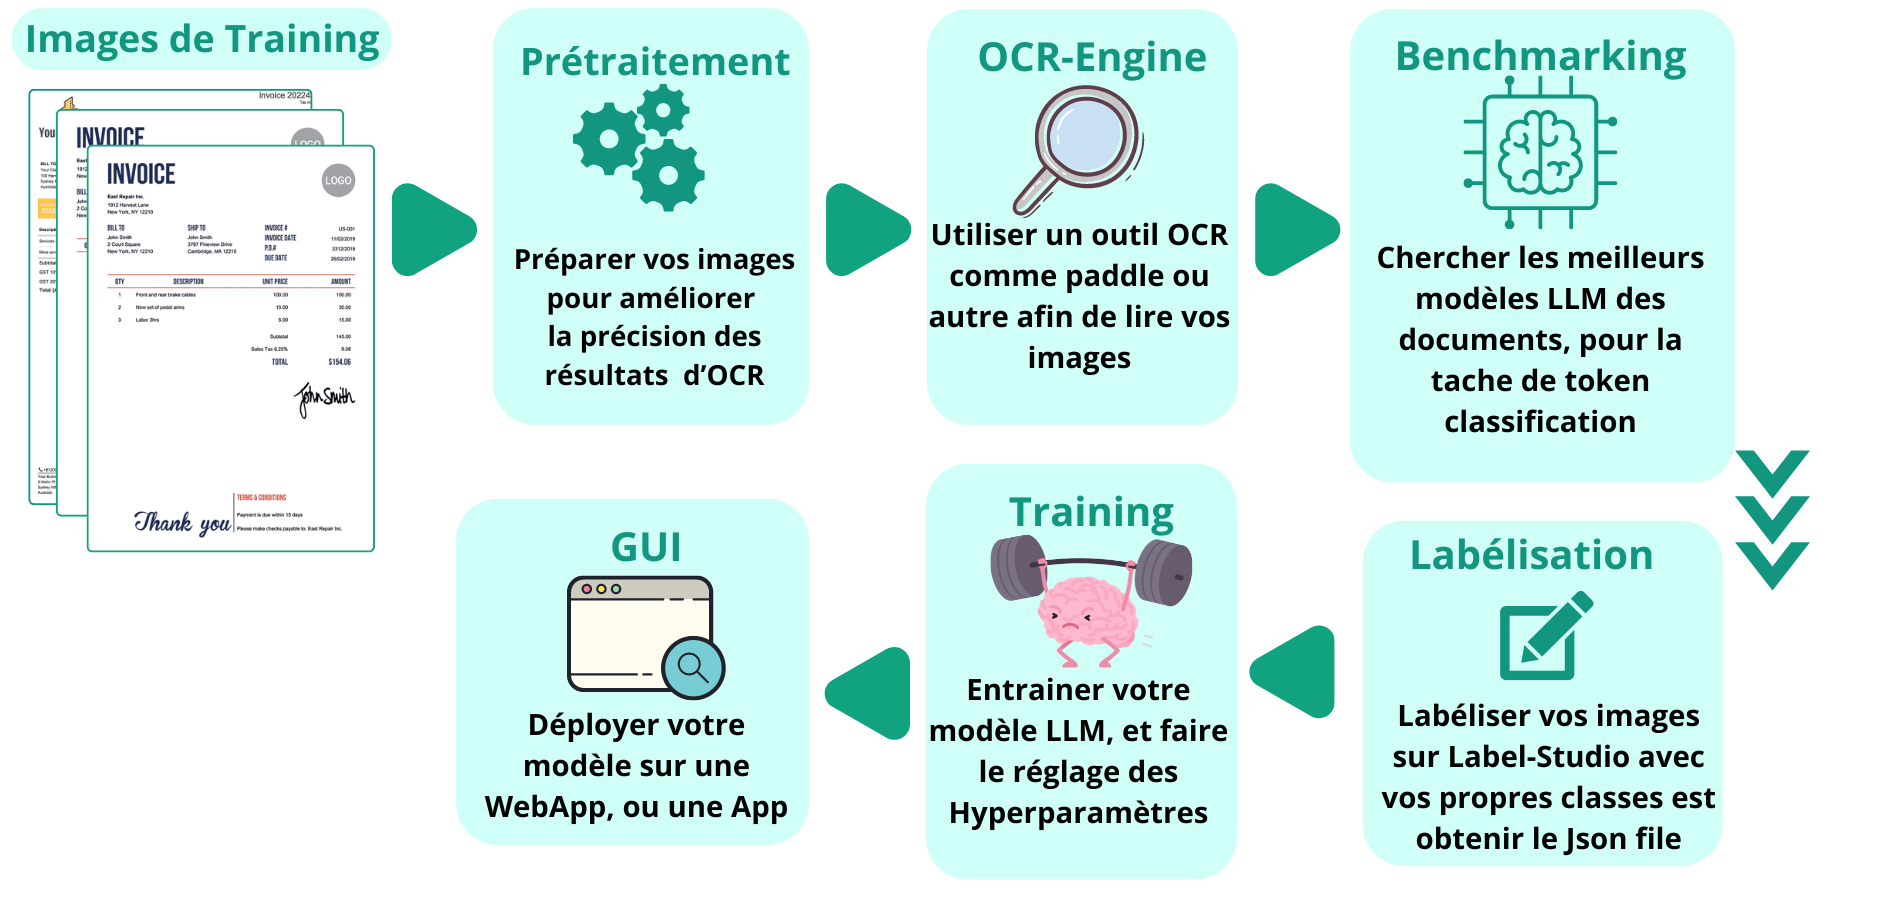 Images de Training
Invoice 20224
Tax in
You
INVOICE
LOGO
INVOICE
LOGO
East Repair Inc.
1912 Harvest Lane
New York, NY 12210
BILL TO
SHIP TO
INVOICE #
US-001
John Smith
John Smith
INVOICE DATE
11/02/2019
2 Court Square
3787 Pineview Drive
P.O.#
2312/2019
New York, NY 12210
Cambridge, MA 12210
DUE DATE
26/02/2019
QTY
DESCRIPTION
UNIT PRICE
AMOUNT
1
Front and rear brake cables
100.00
100.00
2
New set of pedal arms
15.00
30.00
3
Labor 3hrs
5.00
15.00
Subtotal
145.00
Sales Tax 6.25%
9.06
TOTAL
$154.06
John Smith
Thank you
TERMS & CONDITIONS
Payment is due within 15 days
Please make checks payable to: East Repair Inc.
Prétraitement
Préparer vos images
pour améliorer
la précision des
résultats d’OCR
OCR-Engine
Utiliser un outil OCR
comme paddle ou
autre afin de lire vos
images
Benchmarking
Chercher les meilleurs
modèles LLM des
documents, pour la
tache de token
classification
Labélisation
Labéliser vos images
sur Label-Studio avec
vos propres classes est
obtenir le Json file
Training
Entrainer votre
modèle LLM, et faire
le réglage des
Hyperparamètres
GUI
Déployer votre
modèle sur une
WebApp, ou une App